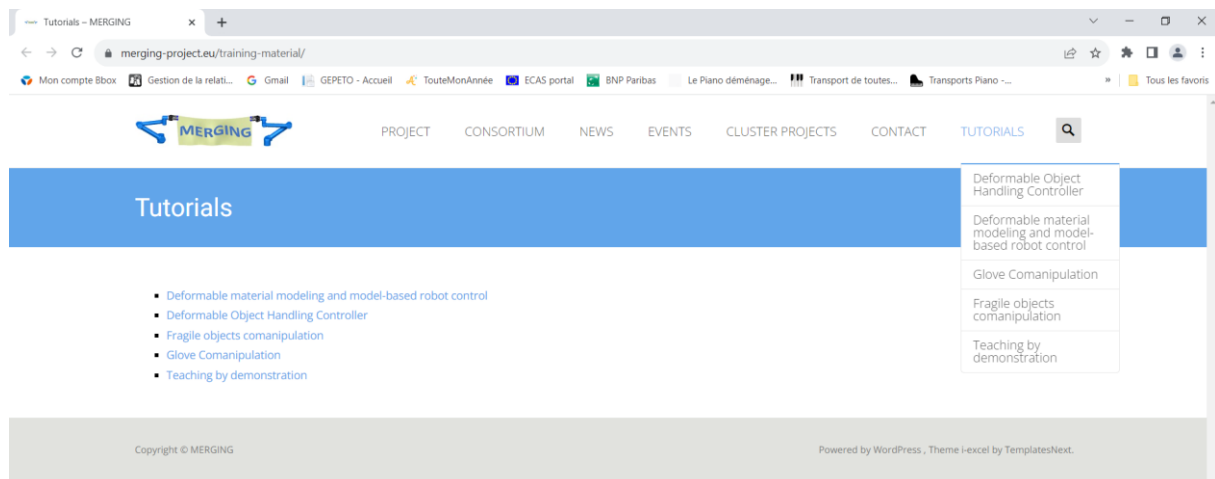 Tutorials – MERGING
merging-project.eu/training-material/
Mon compte Bbox
Gestion de la relati...
Gmail
GEPETO - Accueil
TouteMonAnnée
ECAS portal
BNP Paribas
Le Piano déménage...
Transport de toutes...
Transports Piano -...
»
Tous les favoris
MERGING
PROJECT
CONSORTIUM
NEWS
EVENTS
CLUSTER PROJECTS
CONTACT
TUTORIALS
Deformable Object
Handling Controller
Deformable material
modeling and model-
based robot control
Glove Comanipulation
Fragile objects
comanipulation
Teaching by
demonstration
Tutorials
Deformable material modeling and model-based robot control
Deformable Object Handling Controller
Fragile objects comanipulation
Glove Comanipulation
Teaching by demonstration
Copyright © MERGING
Powered by WordPress , Theme i-excel by TemplatesNext.